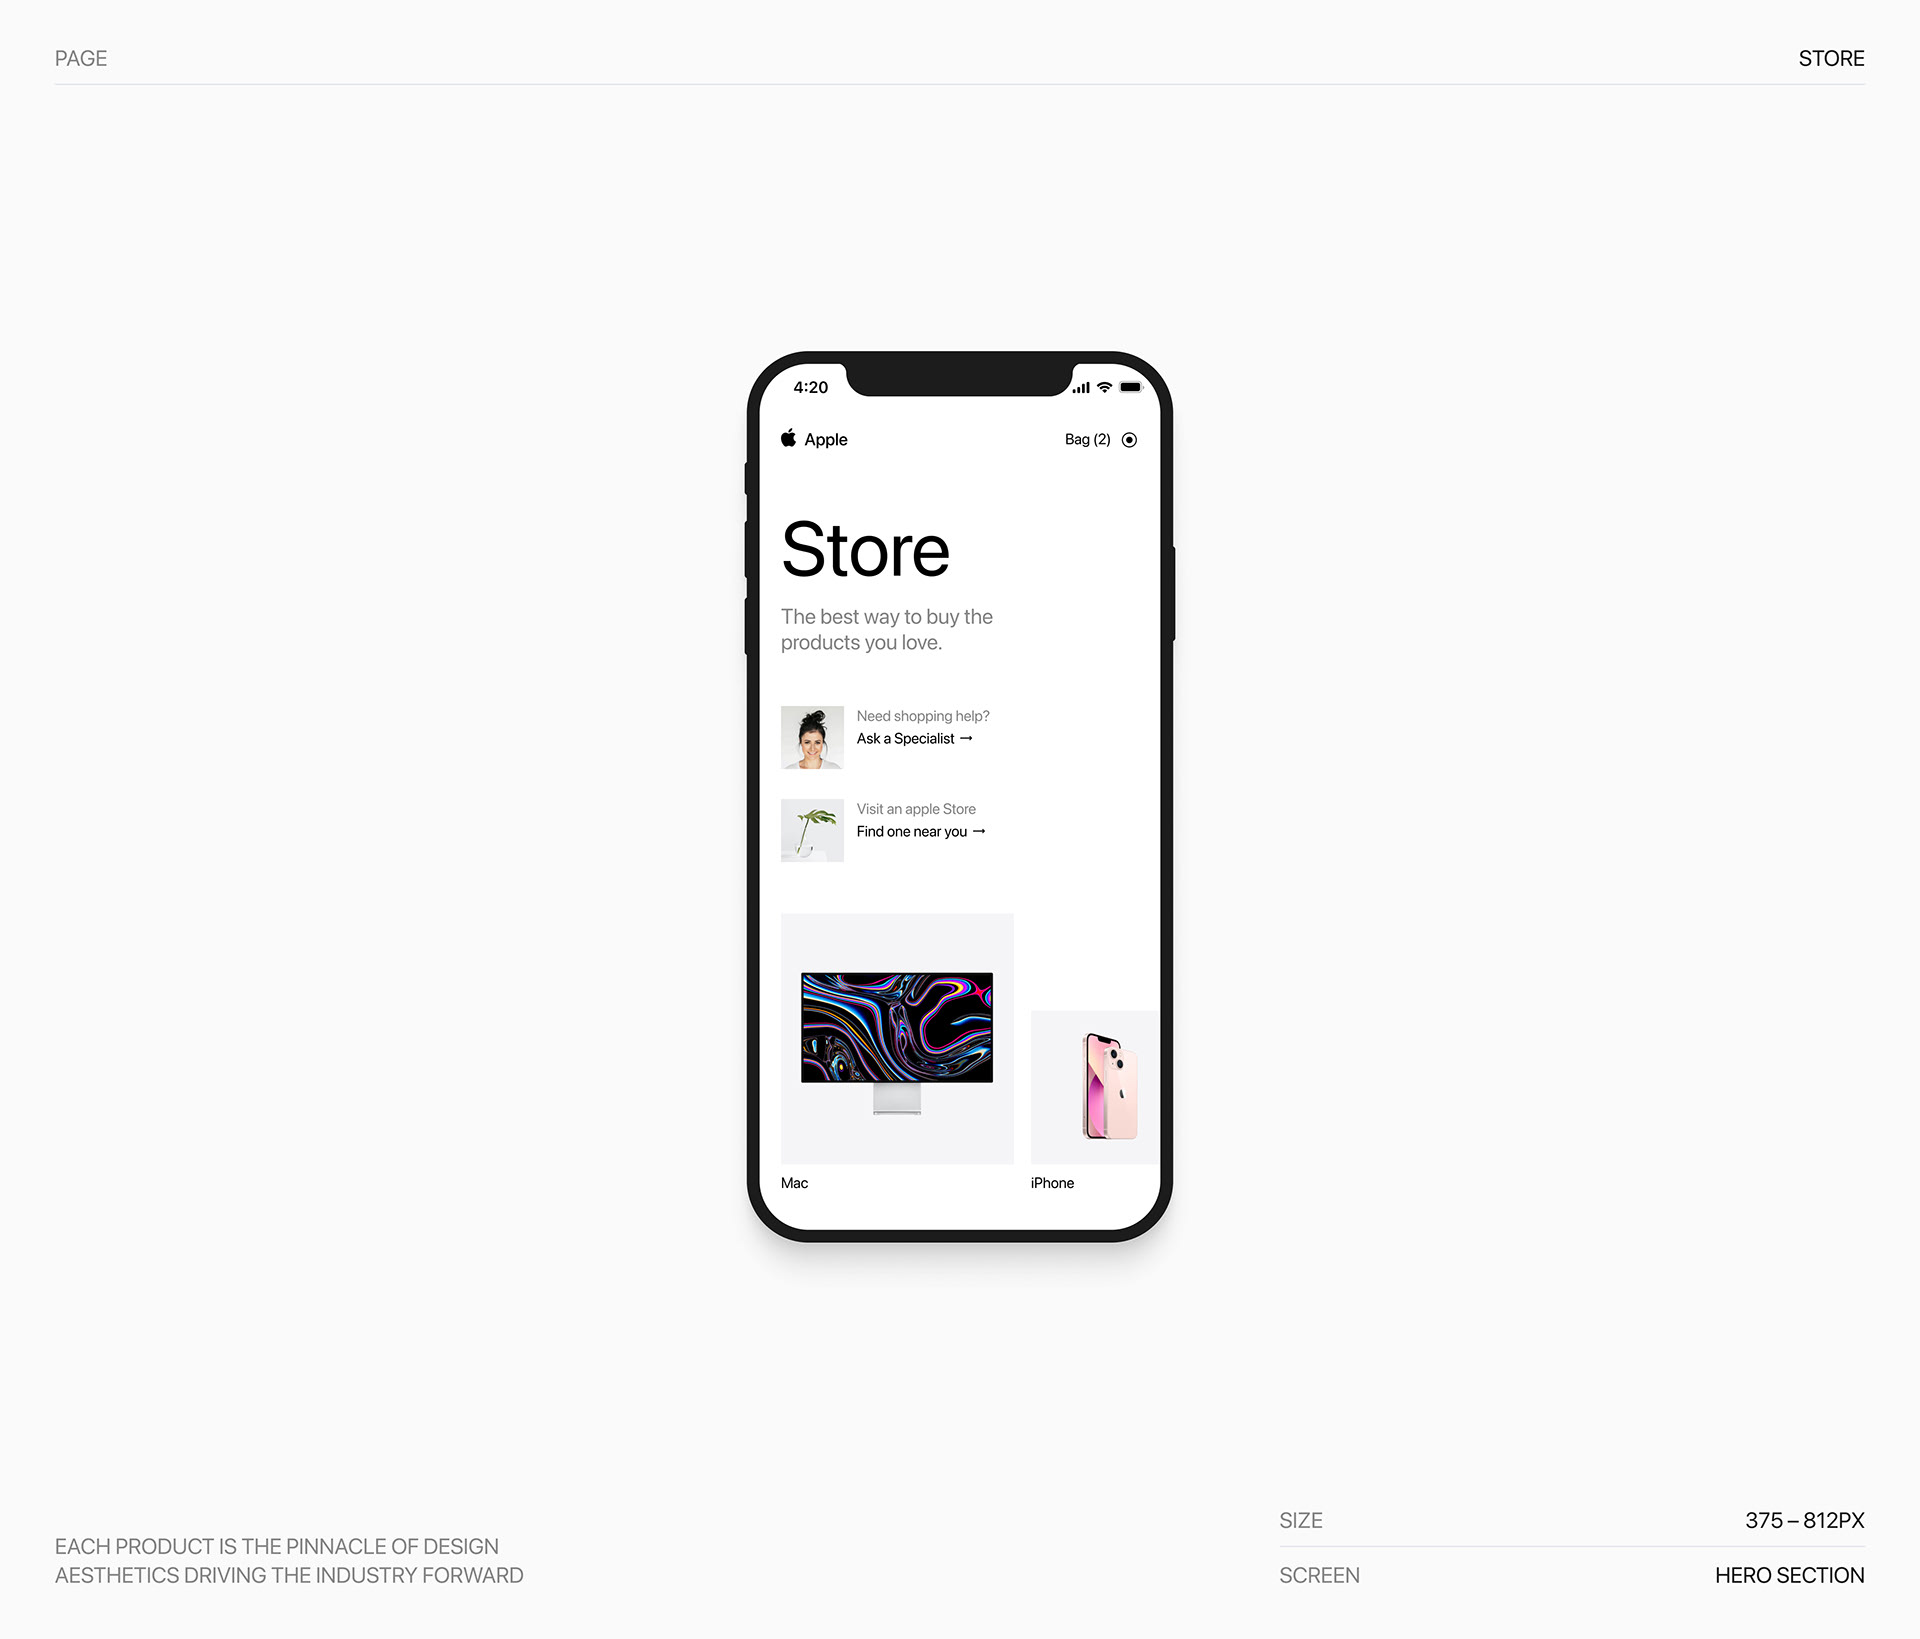 PAGE
STORE
4:20
Apple
Bag (2)
Store
The best way to buy the
products you love.
Need shopping help?
Ask a Specialist →
Visit an apple Store
Find one near you →
Mac
iPhone
EACH PRODUCT IS THE PINNACLE OF DESIGN
AESTHETICS DRIVING THE INDUSTRY FORWARD
SIZE
375 – 812PX
SCREEN
HERO SECTION